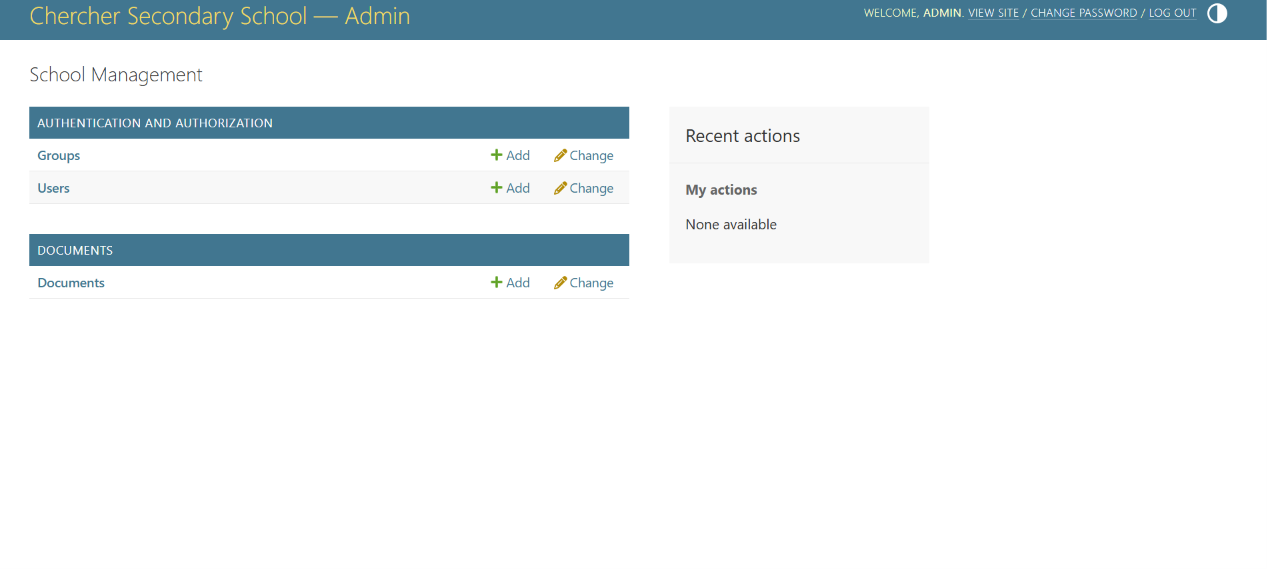 Chercher Secondary School — Admin
WELCOME, ADMIN. VIEW SITE / CHANGE PASSWORD / LOG OUT
School Management
AUTHENTICATION AND AUTHORIZATION
Groups Add Change
Users Add Change
DOCUMENTS
Documents Add Change
Recent actions
My actions
None available